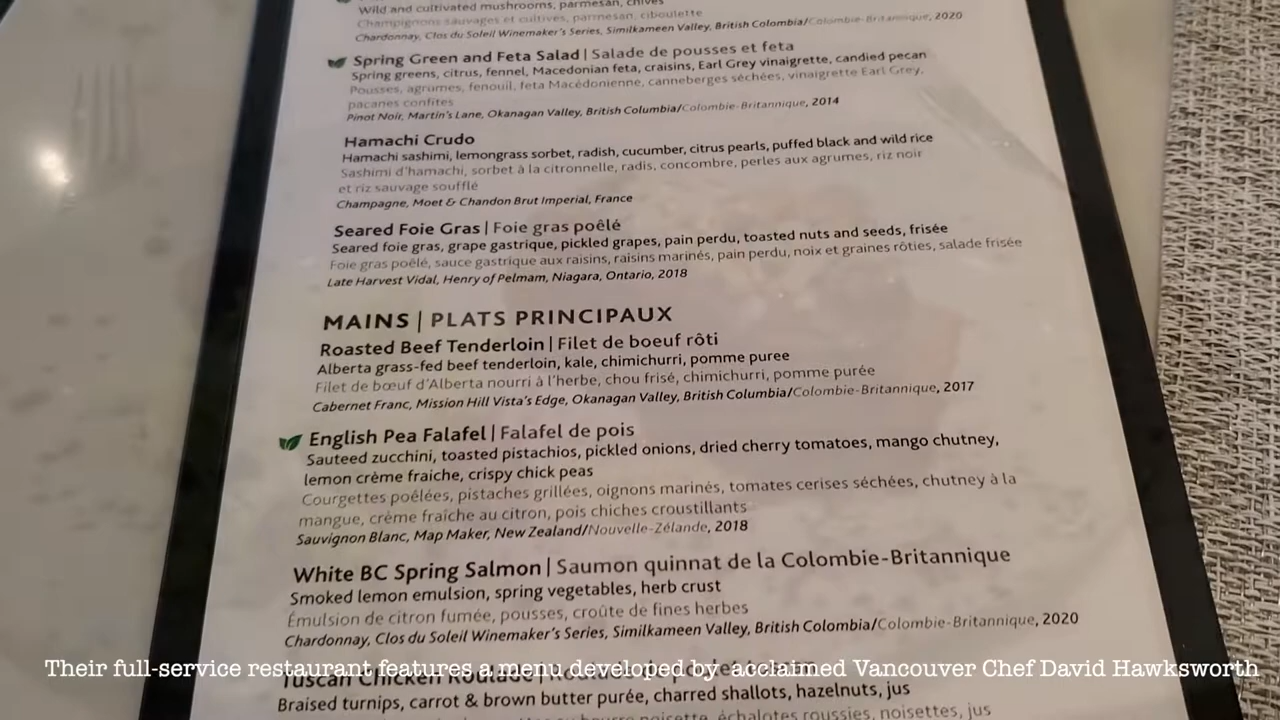 Wild and cultivated mushrooms, parmesan, chives
Champignons sauvages et cultivés, parmesan, ciboulette
Chardonnay, Clos du Soleil Winemaker's Series, Similkameen Valley, British Colombia/Colombie-Britannique, 2020
Spring Green and Feta Salad | Salade de pousses et feta
Spring greens, citrus, fennel, Macedonian feta, craisins, Earl Grey vinaigrette, candied pecan
Pousses, agrumes, fenouil, feta Macédonienne, canneberges séchées, vinaigrette Earl Grey,
pacanes confites
Pinot Noir, Martin's Lane, Okanagan Valley, British Columbia/Colombie-Britannique, 2014
Hamachi Crudo
Hamachi sashimi, lemongrass sorbet, radish, cucumber, citrus pearls, puffed black and wild rice
Sashimi d'hamachi, sorbet à la citronnelle, radis, concombre, perles aux agrumes, riz noir
et riz sauvage soufflé
Champagne, Moet & Chandon Brut Imperial, France
Seared Foie Gras | Foie gras poêlé
Seared foie gras, grape gastrique, pickled grapes, pain perdu, toasted nuts and seeds, frisée
Foie gras poêlé, sauce gastrique aux raisins, raisins marinés, pain perdu, noix et graines rôties, salade frisée
Late Harvest Vidal, Henry of Pelmam, Niagara, Ontario, 2018
MAINS | PLATS PRINCIPAUX
Roasted Beef Tenderloin | Filet de boeuf rôti
Alberta grass-fed beef tenderloin, kale, chimichurri, pomme puree
Filet de bœuf d'Alberta nourri à l'herbe, chou frisé, chimichurri, pomme purée
Cabernet Franc, Mission Hill Vista's Edge, Okanagan Valley, British Columbia/Colombie-Britannique, 2017
English Pea Falafel | Falafel de pois
Sauteed zucchini, toasted pistachios, pickled onions, dried cherry tomatoes, mango chutney,
lemon crème fraiche, crispy chick peas
Courgettes poêlées, pistaches grillées, oignons marinés, tomates cerises séchées, chutney à la
mangue, crème fraîche au citron, pois chiches croustillants
Sauvignon Blanc, Map Maker, New Zealand/Nouvelle-Zélande, 2018
White BC Spring Salmon | Saumon quinnat de la Colombie-Britannique
Smoked lemon emulsion, spring vegetables, herb crust
Émulsion de citron fumée, pousses, croûte de fines herbes
Chardonnay, Clos du Soleil Winemaker's Series, Similkameen Valley, British Colombia/Colombie-Britannique, 2020
Their full-service restaurant features a menu developed by acclaimed Vancouver Chef David Hawksworth
Tuscan Chicken Roulade |
Braised turnips, carrot & brown butter purée, charred shallots, hazelnuts, jus
noisette, échalotes roussies, noisettes, jus